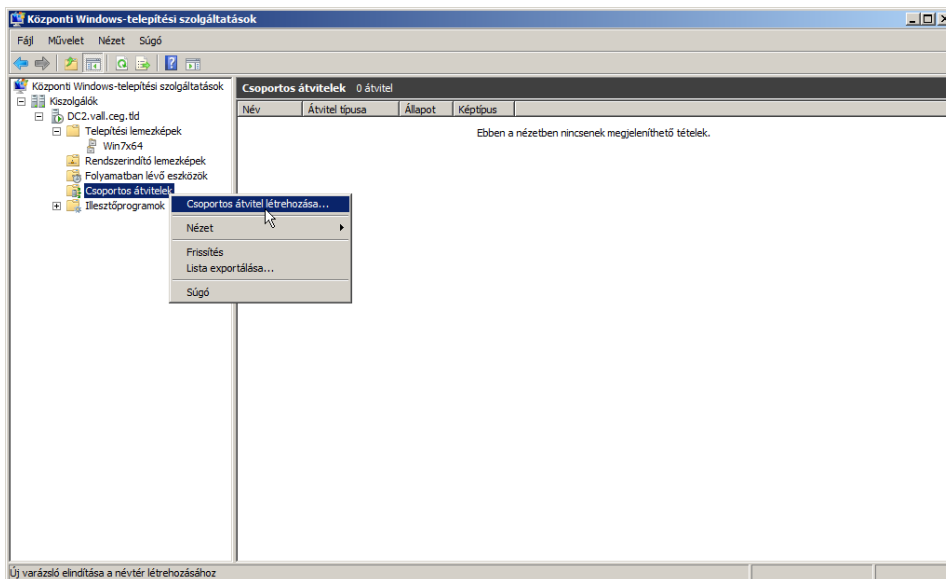 Központi Windows-telepítési szolgáltatások
Fájl Művelet Nézet Súgó
Központi Windows-telepítési szolgáltatások
Kiszolgálók
DC2.vall.ceg.tld
Telepítési lemezképek
Win7x64
Rendszerindító lemezképek
Folyamatban lévő eszközök
Csoportos átvitelek
Illesztőprogramok
Csoportos átvitelek 0 átvitel
Név Átvitel típusa Állapot Képtípus
Ebben a nézetben nincsenek megjeleníthető tételek.
Csoportos átvitel létrehozása...
Nézet
Frissítés
Lista exportálása...
Súgó
Új varázsló elindítása a névtér létrehozásához